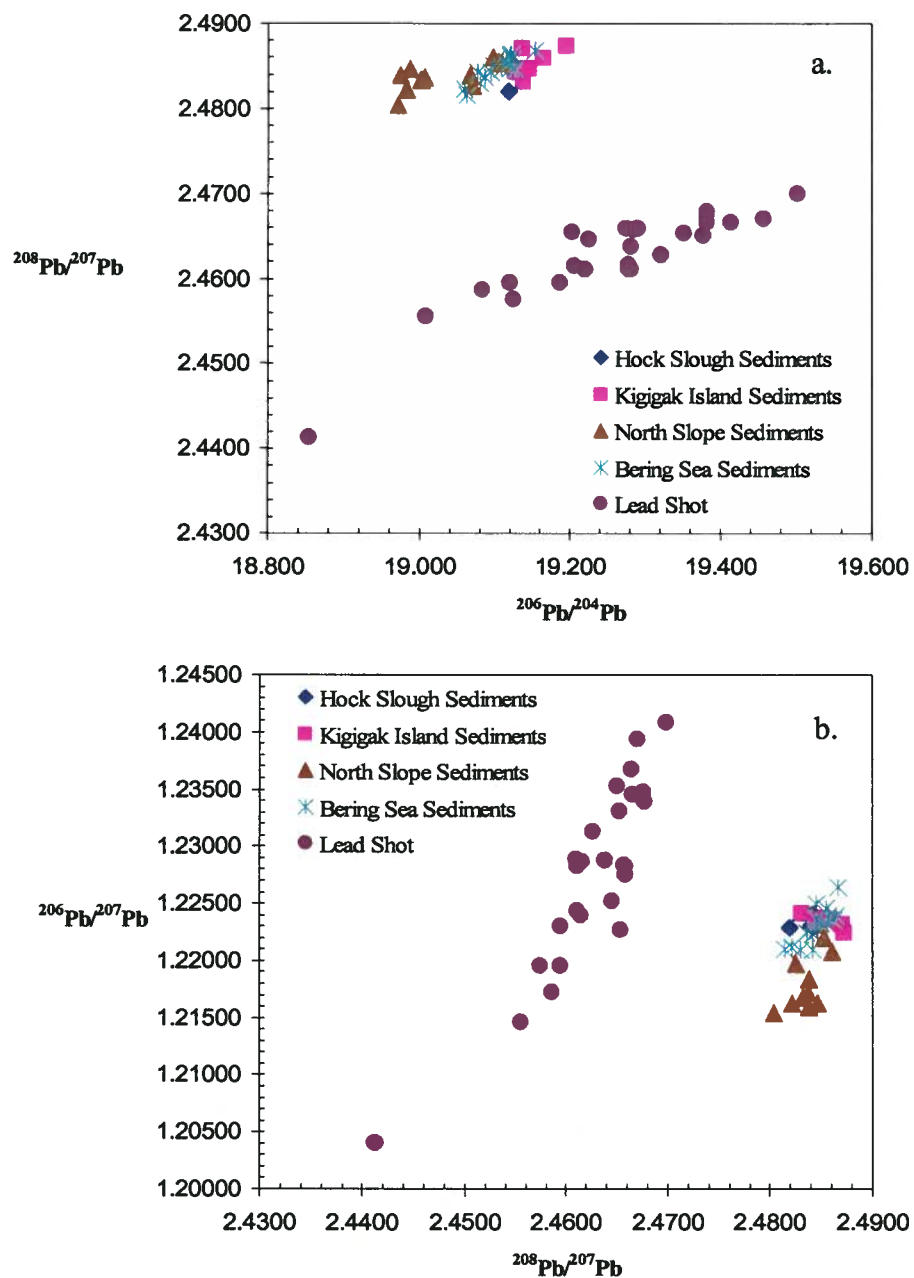 a.
2.4900
2.4800
2.4700
2.4600
2.4500
2.4400
2.4300
²⁰⁸Pb/²⁰⁷Pb
Hock Slough Sediments
Kigigak Island Sediments
North Slope Sediments
Bering Sea Sediments
Lead Shot
18.800 19.000 19.200 19.400 19.600
²⁰⁶Pb/²⁰⁴Pb
b.
1.24500
1.24000
1.23500
1.23000
1.22500
1.22000
1.21500
1.21000
1.20500
1.20000
²⁰⁶Pb/²⁰⁷Pb
Hock Slough Sediments
Kigigak Island Sediments
North Slope Sediments
Bering Sea Sediments
Lead Shot
2.4300 2.4400 2.4500 2.4600 2.4700 2.4800 2.4900
²⁰⁸Pb/²⁰⁷Pb